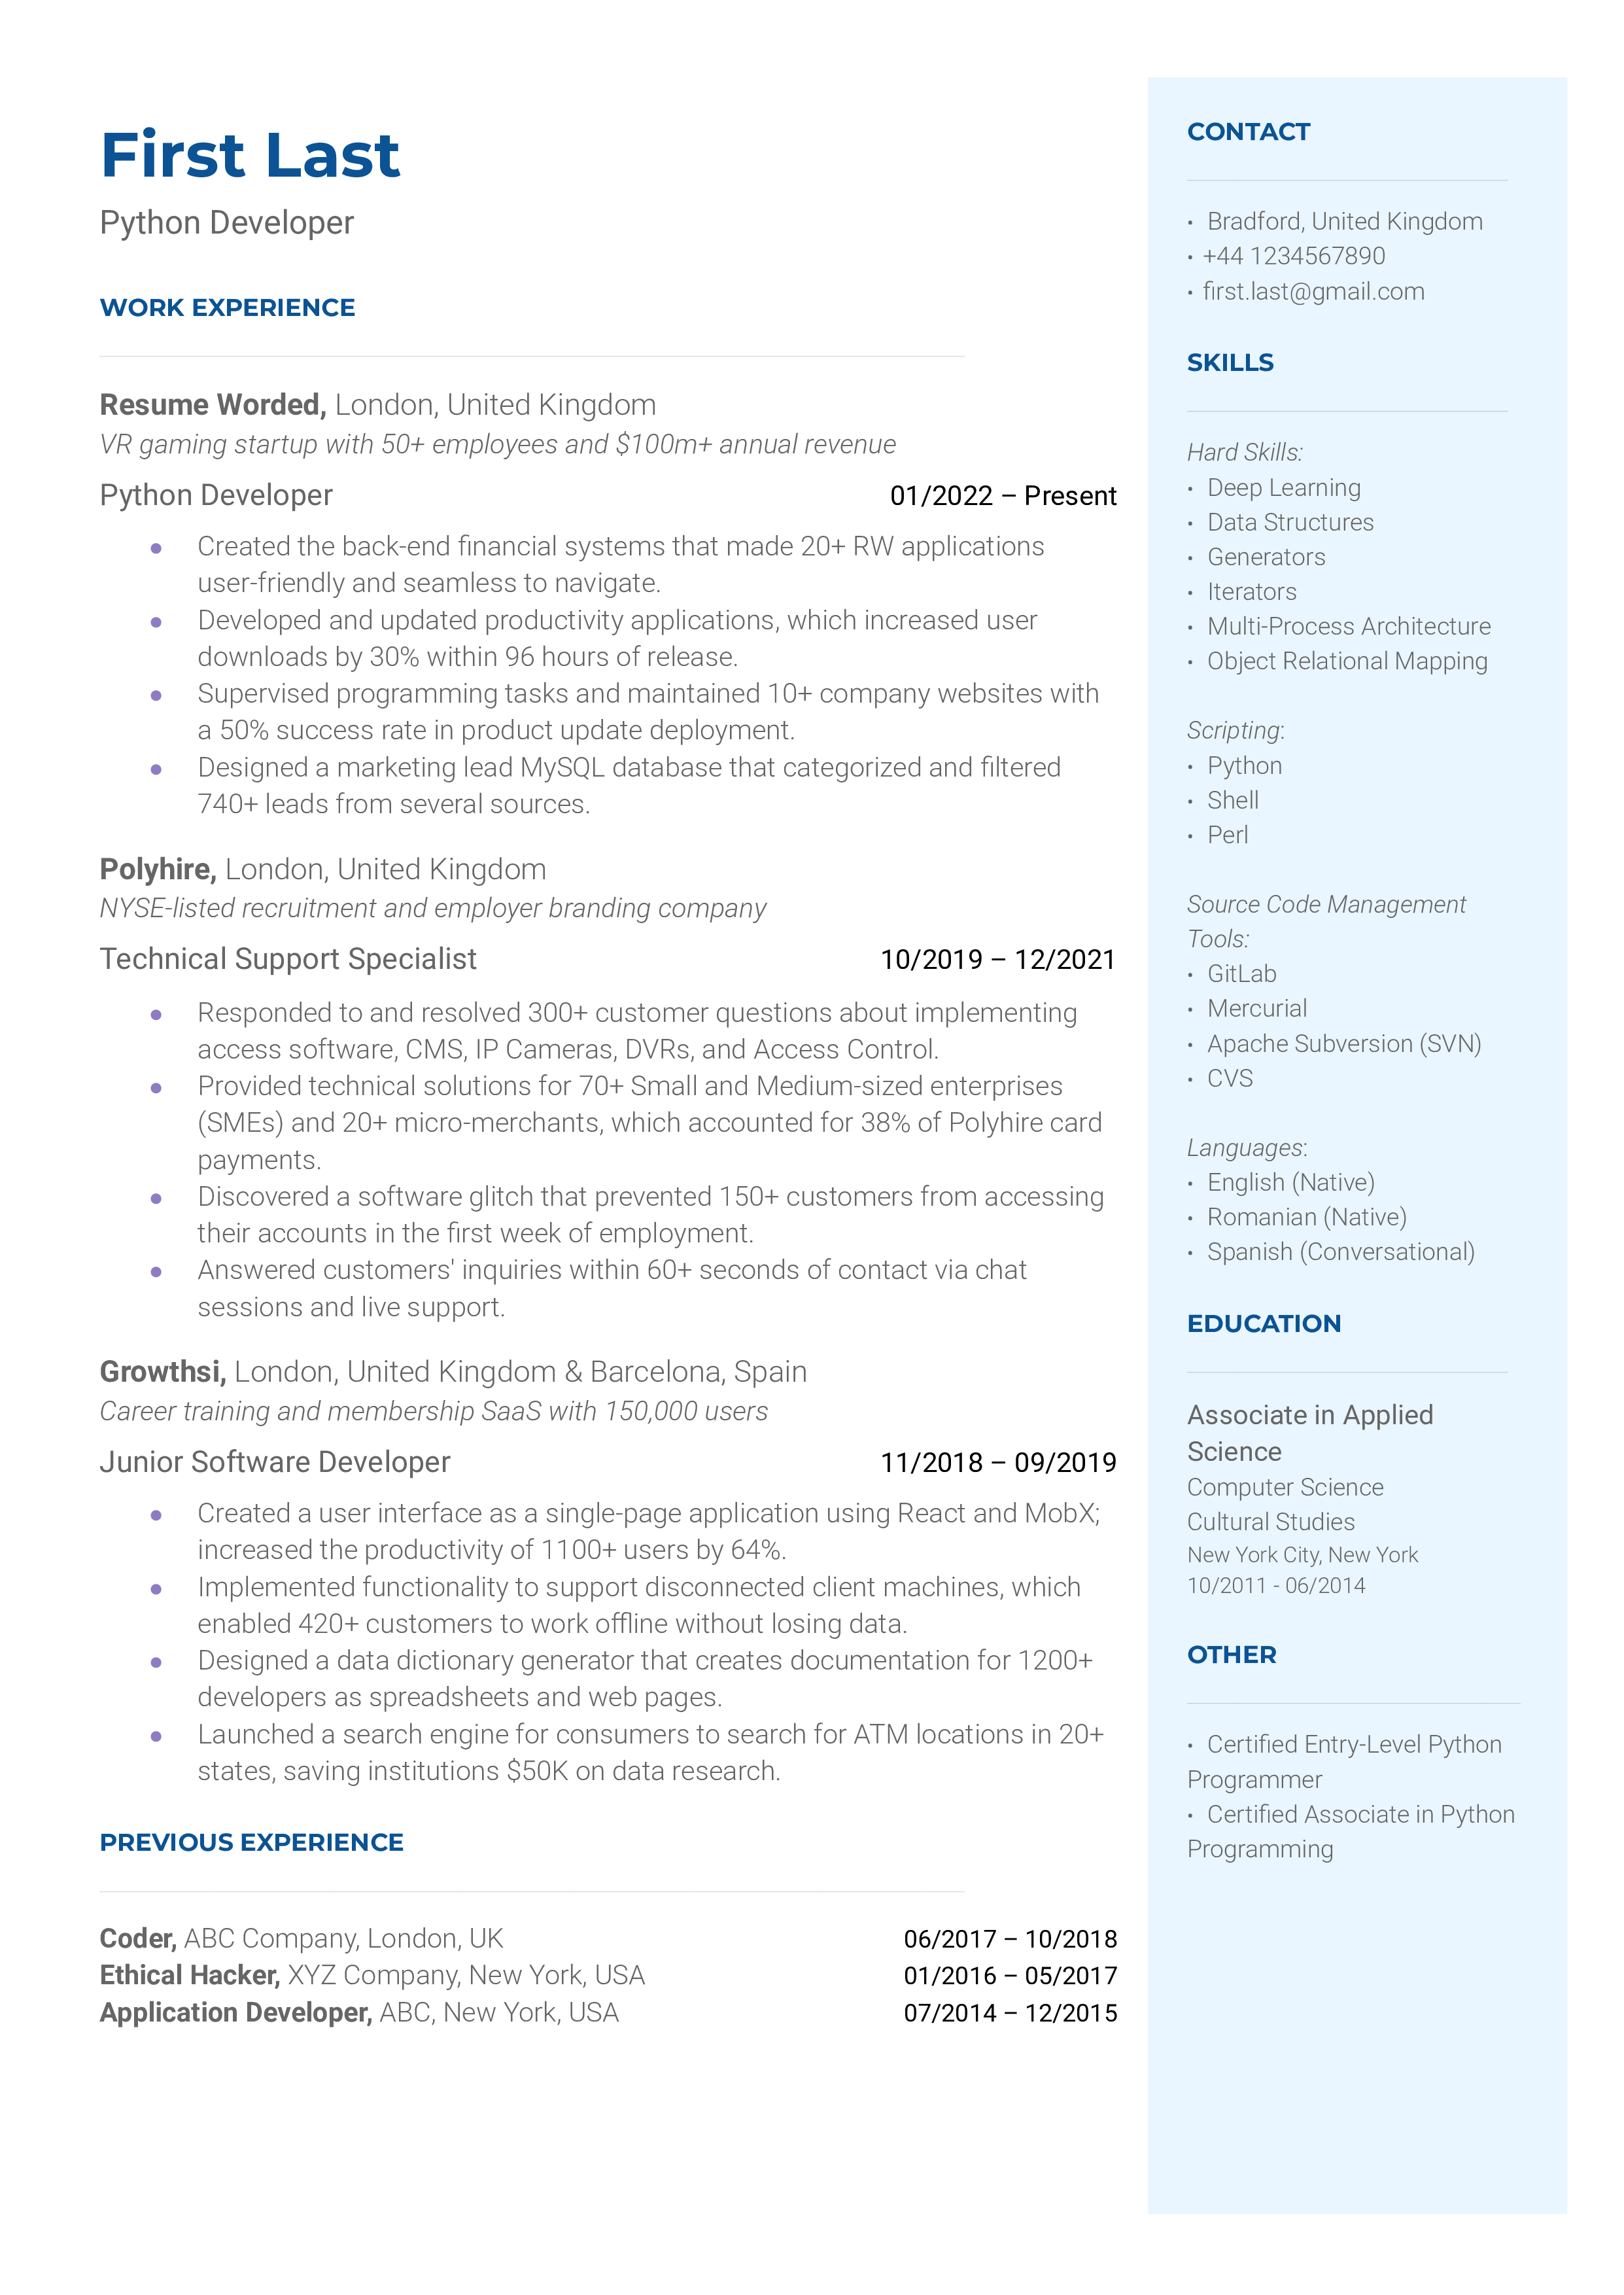 First Last
Python Developer
WORK EXPERIENCE
Resume Worded, London, United Kingdom
VR gaming startup with 50+ employees and $100m+ annual revenue
Python Developer 01/2022 – Present
● Created the back-end financial systems that made 20+ RW applications
user-friendly and seamless to navigate.
● Developed and updated productivity applications, which increased user
downloads by 30% within 96 hours of release.
● Supervised programming tasks and maintained 10+ company websites with
a 50% success rate in product update deployment.
● Designed a marketing lead MySQL database that categorized and filtered
740+ leads from several sources.
Polyhire, London, United Kingdom
NYSE-listed recruitment and employer branding company
Technical Support Specialist 10/2019 – 12/2021
● Responded to and resolved 300+ customer questions about implementing
access software, CMS, IP Cameras, DVRs, and Access Control.
● Provided technical solutions for 70+ Small and Medium-sized enterprises
(SMEs) and 20+ micro-merchants, which accounted for 38% of Polyhire card
payments.
● Discovered a software glitch that prevented 150+ customers from accessing
their accounts in the first week of employment.
● Answered customers' inquiries within 60+ seconds of contact via chat
sessions and live support.
Growthsi, London, United Kingdom & Barcelona, Spain
Career training and membership SaaS with 150,000 users
Junior Software Developer 11/2018 – 09/2019
● Created a user interface as a single-page application using React and MobX;
increased the productivity of 1100+ users by 64%.
● Implemented functionality to support disconnected client machines, which
enabled 420+ customers to work offline without losing data.
● Designed a data dictionary generator that creates documentation for 1200+
developers as spreadsheets and web pages.
● Launched a search engine for consumers to search for ATM locations in 20+
states, saving institutions $50K on data research.
PREVIOUS EXPERIENCE
Coder, ABC Company, London, UK 06/2017 – 10/2018
Ethical Hacker, XYZ Company, New York, USA 01/2016 – 05/2017
Application Developer, ABC, New York, USA 07/2014 – 12/2015
CONTACT
• Bradford, United Kingdom
• +44 1234567890
• first.last@gmail.com
SKILLS
Hard Skills:
• Deep Learning
• Data Structures
• Generators
• Iterators
• Multi-Process Architecture
• Object Relational Mapping
Scripting:
• Python
• Shell
• Perl
Source Code Management
Tools:
• GitLab
• Mercurial
• Apache Subversion (SVN)
• CVS
Languages:
• English (Native)
• Romanian (Native)
• Spanish (Conversational)
EDUCATION
Associate in Applied
Science
Computer Science
Cultural Studies
New York City, New York
10/2011 - 06/2014
OTHER
• Certified Entry-Level Python
Programmer
• Certified Associate in Python
Programming